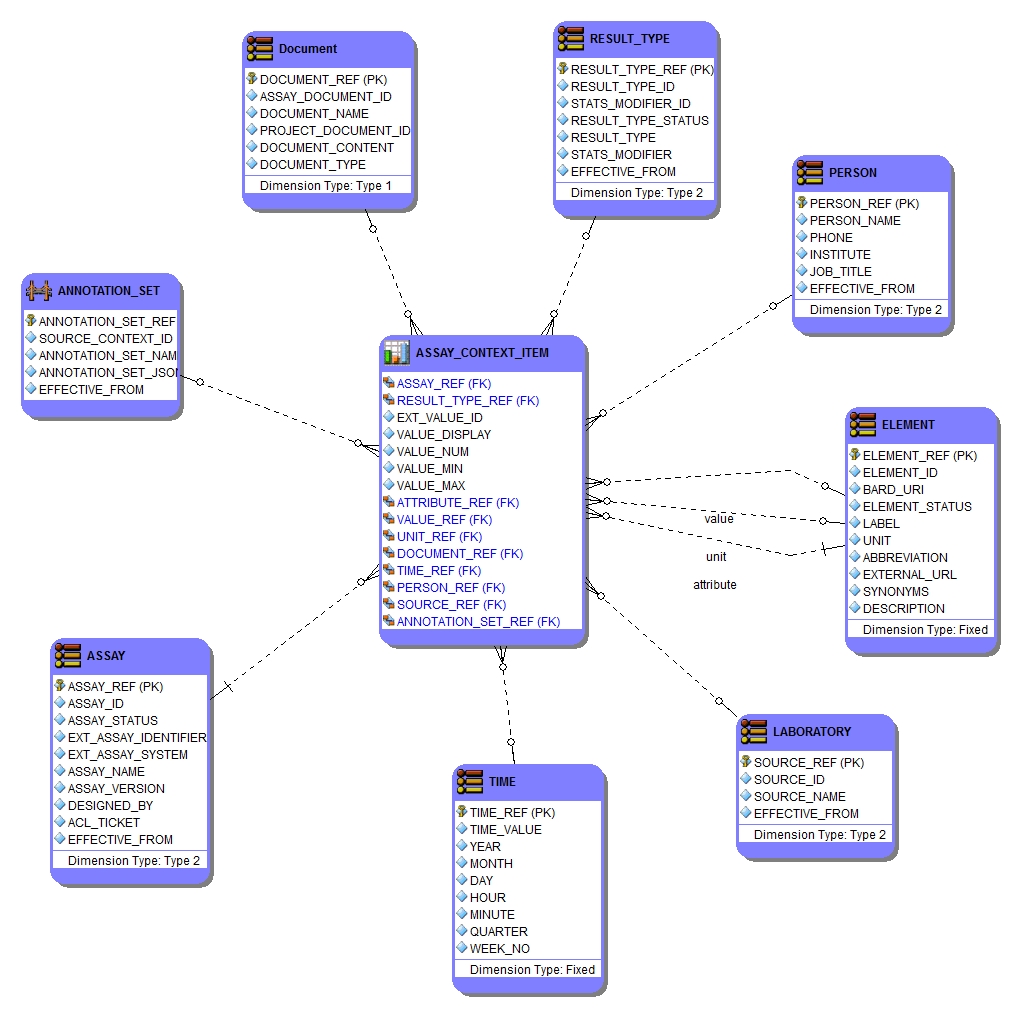 Document
DOCUMENT_REF (PK)
ASSAY_DOCUMENT_ID
DOCUMENT_NAME
PROJECT_DOCUMENT_ID
DOCUMENT_CONTENT
DOCUMENT_TYPE
Dimension Type: Type 1
RESULT_TYPE
RESULT_TYPE_REF (PK)
RESULT_TYPE_ID
STATS_MODIFIER_ID
RESULT_TYPE_STATUS
RESULT_TYPE
STATS_MODIFIER
EFFECTIVE_FROM
Dimension Type: Type 2
PERSON
PERSON_REF (PK)
PERSON_NAME
PHONE
INSTITUTE
JOB_TITLE
EFFECTIVE_FROM
Dimension Type: Type 2
ANNOTATION_SET
ANNOTATION_SET_REF
SOURCE_CONTEXT_ID
ANNOTATION_SET_NAM
ANNOTATION_SET_JSON
EFFECTIVE_FROM
ASSAY_CONTEXT_ITEM
ASSAY_REF (FK)
RESULT_TYPE_REF (FK)
EXT_VALUE_ID
VALUE_DISPLAY
VALUE_NUM
VALUE_MIN
VALUE_MAX
ATTRIBUTE_REF (FK)
VALUE_REF (FK)
UNIT_REF (FK)
DOCUMENT_REF (FK)
TIME_REF (FK)
PERSON_REF (FK)
SOURCE_REF (FK)
ANNOTATION_SET_REF (FK)
value
unit
attribute
ELEMENT
ELEMENT_REF (PK)
ELEMENT_ID
BARD_URI
ELEMENT_STATUS
LABEL
UNIT
ABBREVIATION
EXTERNAL_URL
SYNONYMS
DESCRIPTION
Dimension Type: Fixed
ASSAY
ASSAY_REF (PK)
ASSAY_ID
ASSAY_STATUS
EXT_ASSAY_IDENTIFIER
EXT_ASSAY_SYSTEM
ASSAY_NAME
ASSAY_VERSION
DESIGNED_BY
ACL_TICKET
EFFECTIVE_FROM
Dimension Type: Type 2
TIME
TIME_REF (PK)
TIME_VALUE
YEAR
MONTH
DAY
HOUR
MINUTE
QUARTER
WEEK_NO
Dimension Type: Fixed
LABORATORY
SOURCE_REF (PK)
SOURCE_ID
SOURCE_NAME
EFFECTIVE_FROM
Dimension Type: Type 2